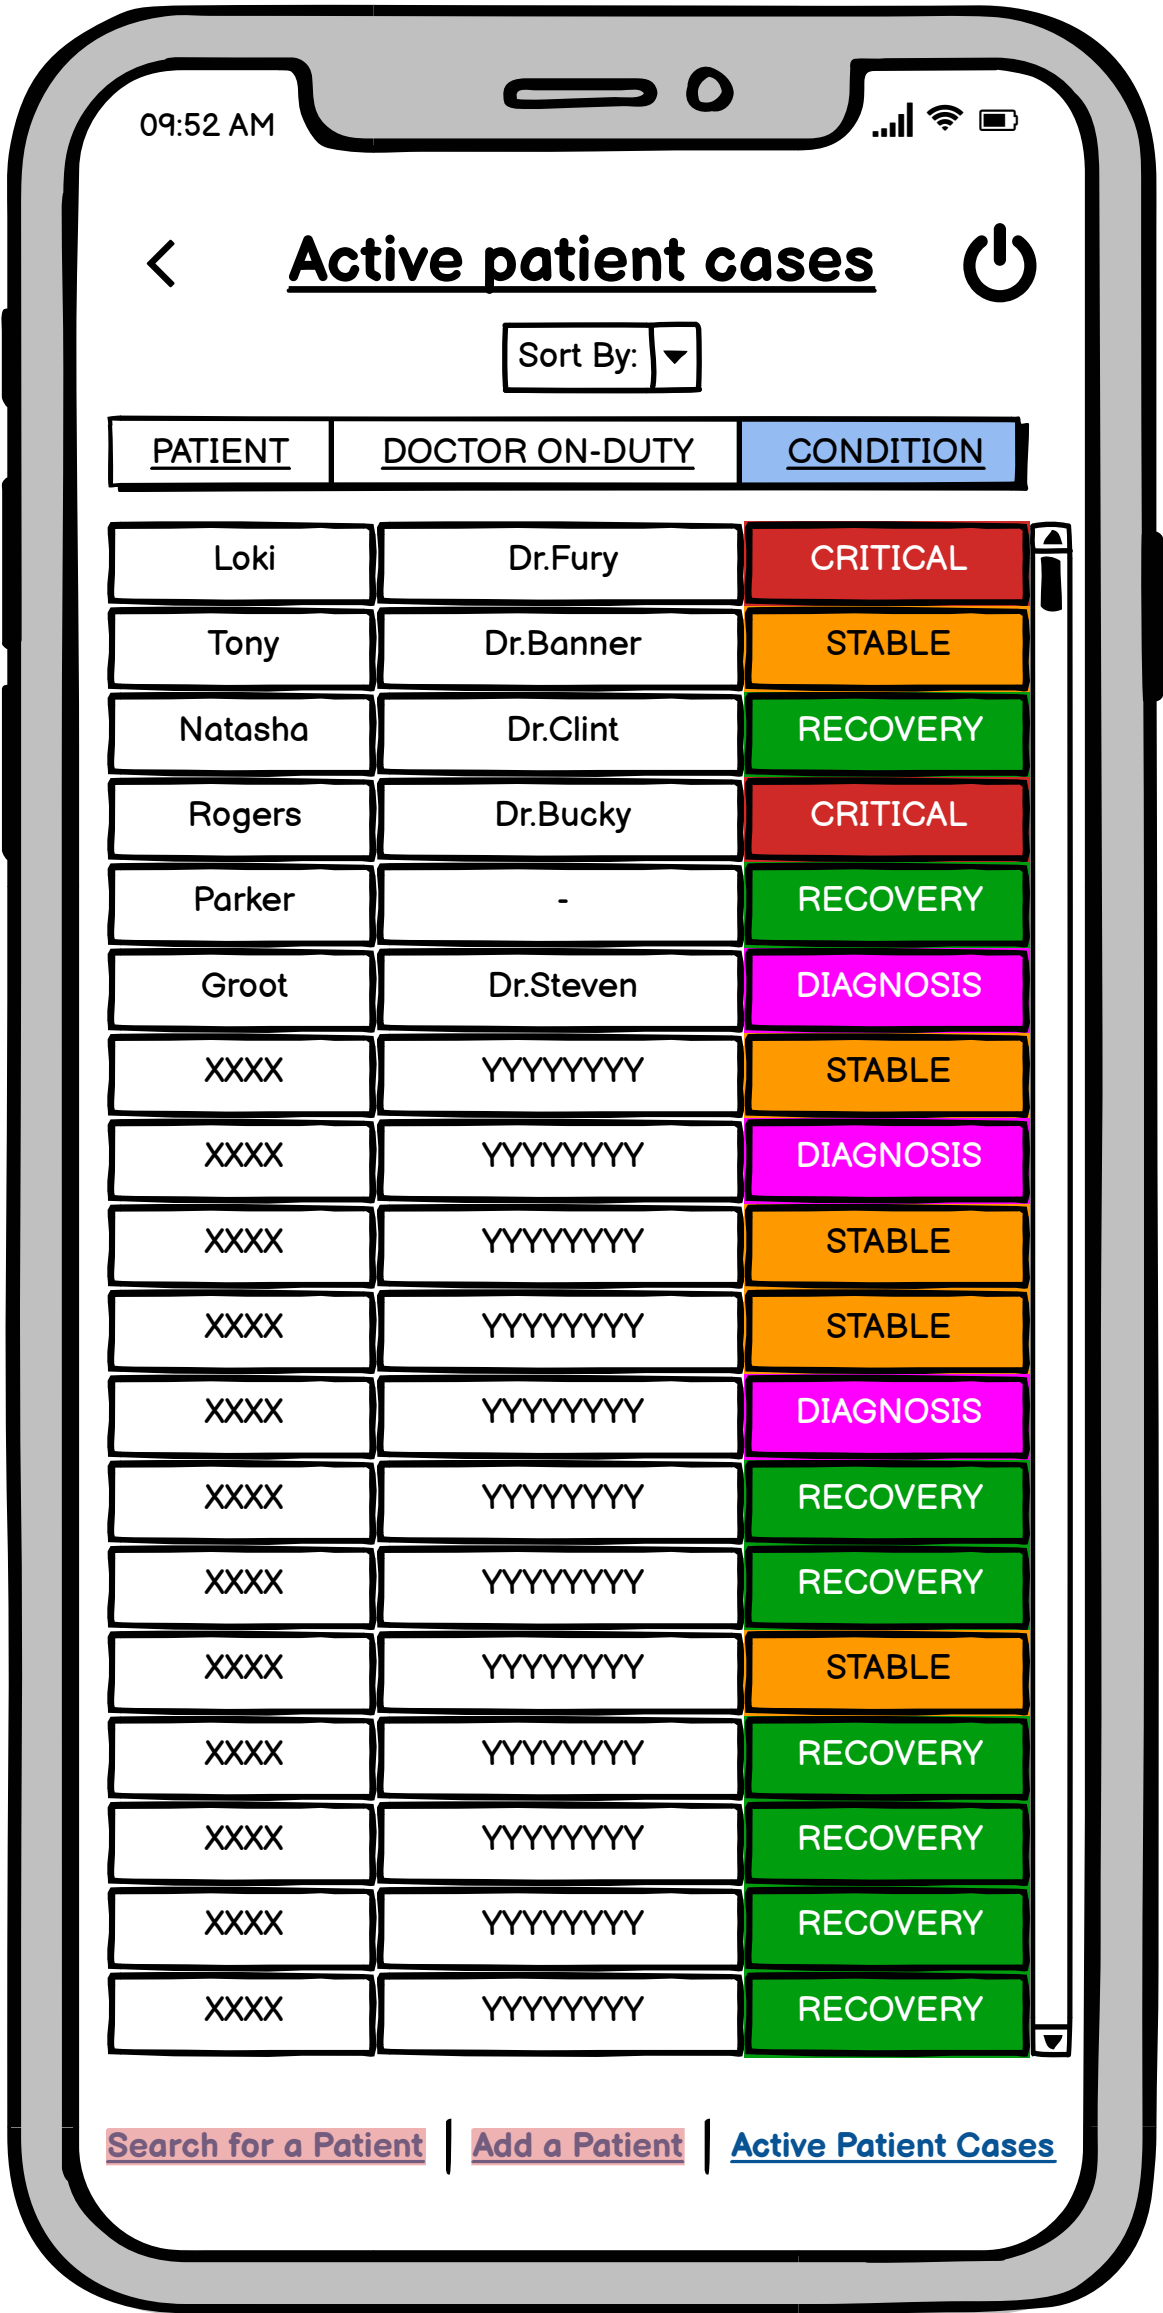 09:52 AM
Active patient cases
Sort By:
PATIENT DOCTOR ON-DUTY CONDITION
Loki Dr.Fury CRITICAL
Tony Dr.Banner STABLE
Natasha Dr.Clint RECOVERY
Rogers Dr.Bucky CRITICAL
Parker - RECOVERY
Groot Dr.Steven DIAGNOSIS
XXXX YYYYYYYY STABLE
XXXX YYYYYYYY DIAGNOSIS
XXXX YYYYYYYY STABLE
XXXX YYYYYYYY STABLE
XXXX YYYYYYYY DIAGNOSIS
XXXX YYYYYYYY RECOVERY
XXXX YYYYYYYY RECOVERY
XXXX YYYYYYYY STABLE
XXXX YYYYYYYY RECOVERY
XXXX YYYYYYYY RECOVERY
XXXX YYYYYYYY RECOVERY
XXXX YYYYYYYY RECOVERY
Search for a Patient | Add a Patient | Active Patient Cases